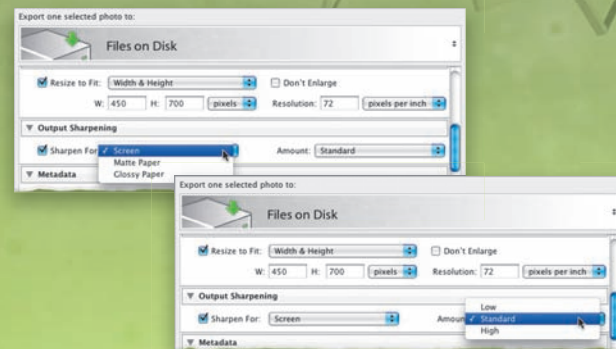 Export one selected photo to:
Files on Disk
Resize to Fit: Width & Height Don't Enlarge
W: 450 H: 700 pixels Resolution: 72 pixels per inch
Output Sharpening
Sharpen For: ✓ Screen Amount: Standard
Matte Paper
Metadata Glossy Paper
Export one selected photo to:
Files on Disk
Resize to Fit: Width & Height Don't Enlarge
W: 450 H: 700 pixels Resolution: 72 pixels per inch
Output Sharpening
Low
Sharpen For: Screen Amoun ✓ Standard
High
Metadata